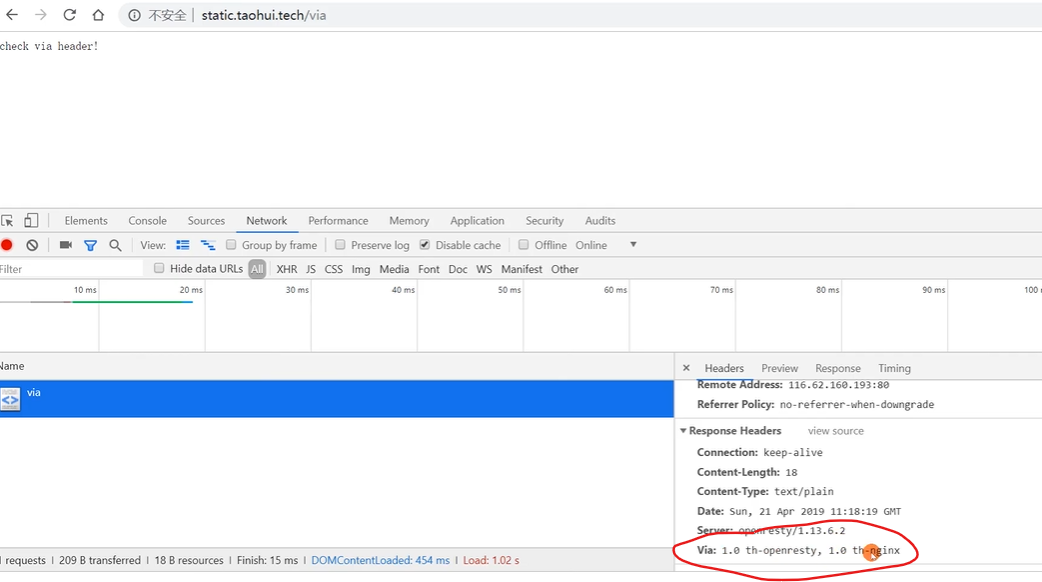 不安全 | static.taohui.tech/via
check via header!
Elements Console Sources Network Performance Memory Application Security Audits
View: Group by frame Preserve log Disable cache Offline Online
Filter Hide data URLs All XHR JS CSS Img Media Font Doc WS Manifest Other
10 ms 20 ms 30 ms 40 ms 50 ms 60 ms 70 ms 80 ms 90 ms 100
Name
Headers Preview Response Timing
via
Remote Address: 116.62.160.193:80
Referrer Policy: no-referrer-when-downgrade
Response Headers view source
Connection: keep-alive
Content-Length: 18
Content-Type: text/plain
Date: Sun, 21 Apr 2019 11:18:19 GMT
Server: openresty/1.13.6.2
Via: 1.0 th-openresty, 1.0 th-nginx
requests | 209 B transferred | 18 B resources | Finish: 15 ms | DOMContentLoaded: 454 ms | Load: 1.02 s